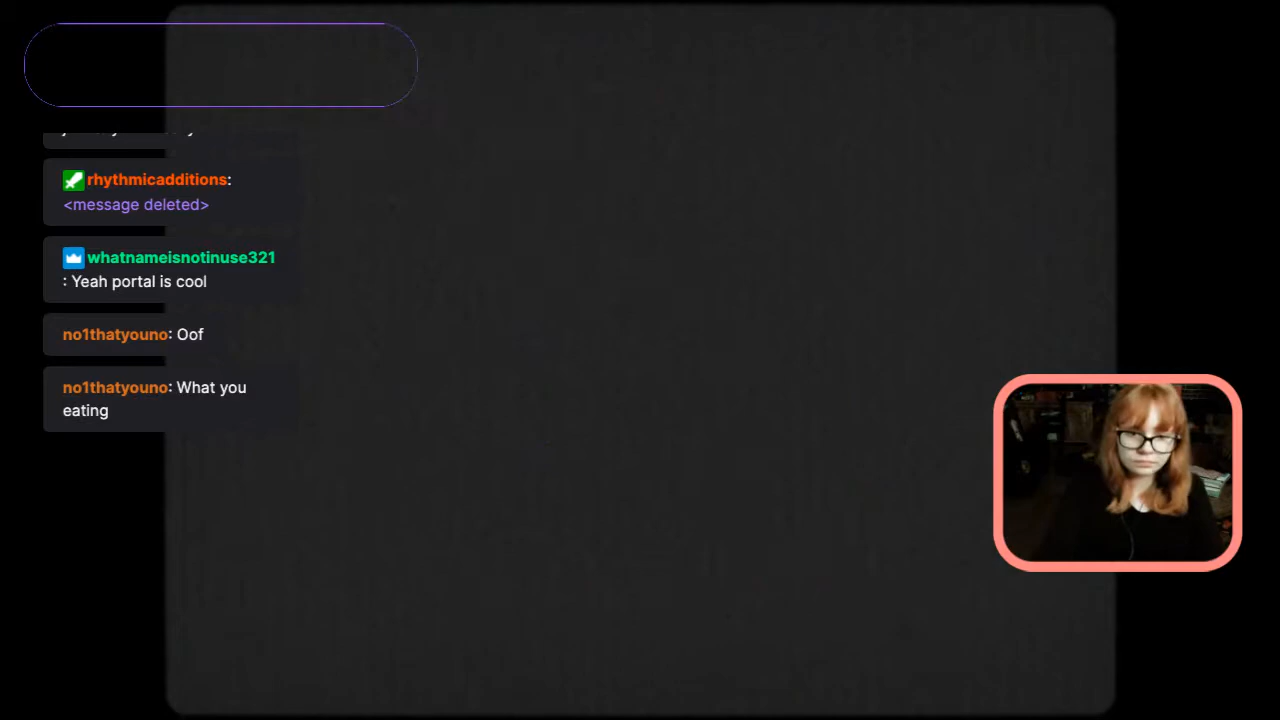 rhythmicadditions:
<message deleted>
whatnameisnotinuse321
: Yeah portal is cool
no1thatyouno: Oof
no1thatyouno: What you
eating